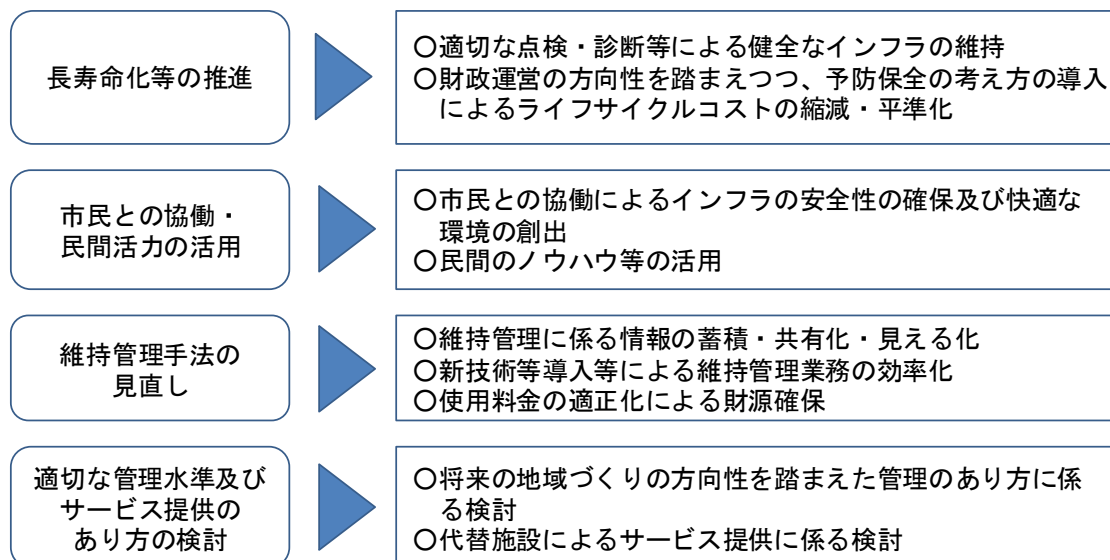 長寿命化等の推進
〇適切な点検・診断等による健全なインフラの維持
〇財政運営の方向性を踏まえつつ、予防保全の考え方の導入
によるライフサイクルコストの縮減・平準化
市民との協働・
民間活力の活用
〇市民との協働によるインフラの安全性の確保及び快適な
環境の創出
〇民間のノウハウ等の活用
維持管理手法の
見直し
〇維持管理に係る情報の蓄積・共有化・見える化
〇新技術等導入等による維持管理業務の効率化
〇使用料金の適正化による財源確保
適切な管理水準及び
サービス提供の
あり方の検討
〇将来の地域づくりの方向性を踏まえた管理のあり方に係
る検討
〇代替施設によるサービス提供に係る検討